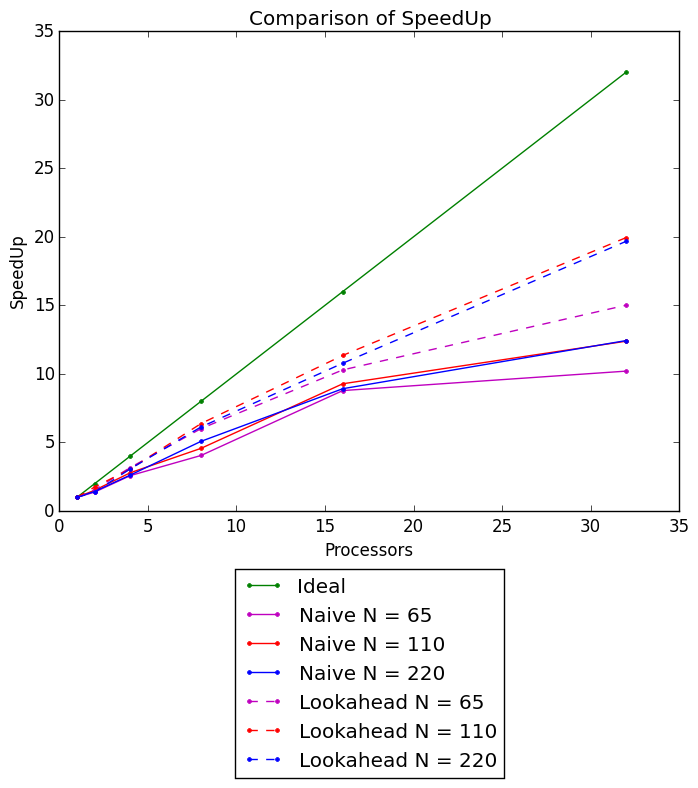 Comparison of SpeedUp
35
30
25
20
15
10
5
0
SpeedUp
0 5 10 15 20 25 30 35
Processors
Ideal
Naive N = 65
Naive N = 110
Naive N = 220
Lookahead N = 65
Lookahead N = 110
Lookahead N = 220